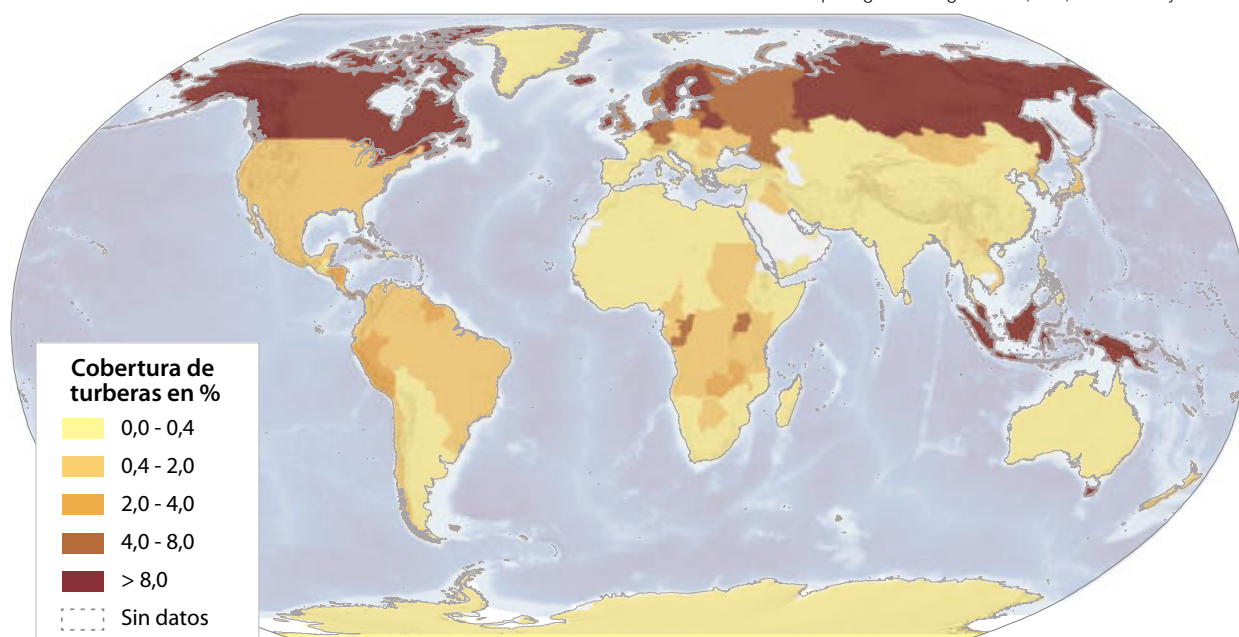 Cobertura de
turberas en %
0,0 - 0,4
0,4 - 2,0
2,0 - 4,0
4,0 - 8,0
> 8,0
Sin datos